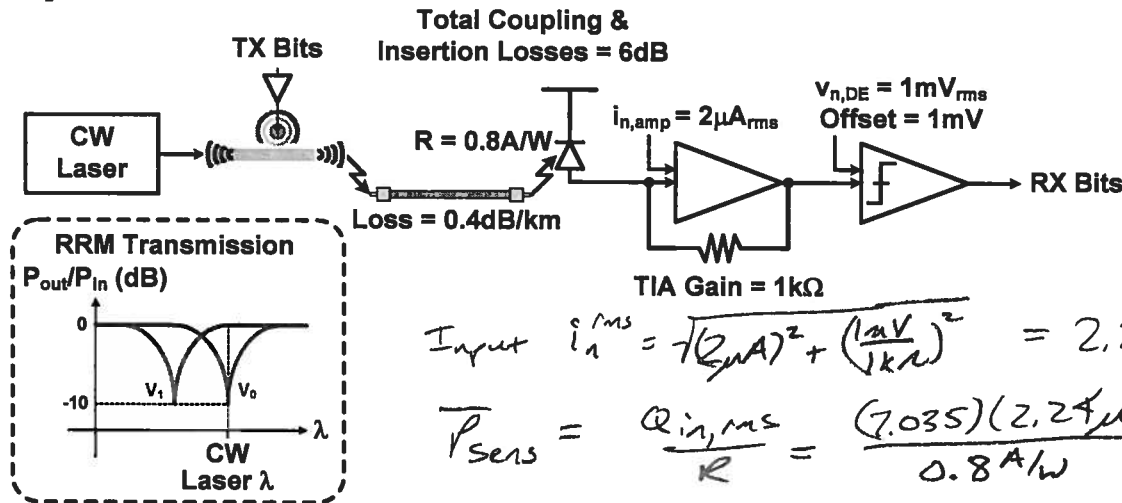 Total Coupling &
Insertion Losses = 6dB
TX Bits
CW
Laser
R = 0.8A/W
i_n,amp = 2μA_rms
v_n,DE = 1mV_rms
Offset = 1mV
RX Bits
Loss = 0.4dB/km
TIA Gain = 1kΩ
RRM Transmission
P_out/P_in (dB)
0
-10
V_1
V_0
λ
CW
Laser λ
Input i_n^rms = √((2μA)^2 + (1mV/1kΩ)^2) = 2.
P_sens = Q i_n,rms / R = (7.035)(2.24μ / 0.8 A/W